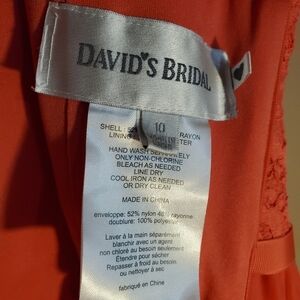 DAVID'S BRIDAL
10
SHELL: RAYON
LINING
HAND WASH SEPARATELY
ONLY NON-CHLORINE
BLEACH AS NEEDED
LINE DRY
COOL IRON AS NEEDED
OR DRY CLEAN
MADE IN CHINA
enveloppe: 52% nylon 48% rayonne
doublure: 100% polyester
Laver à la main séparément
blanchir avec un agent
non chloré au besoin seulement
Étendre pour sécher
Repasser à froid au besoin
ou nettoyer à sec
fabriqué en Chine